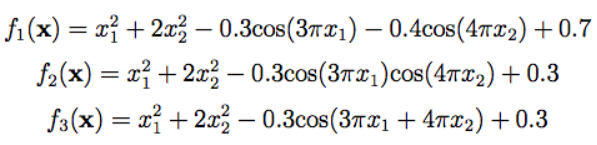 f₁(x) = x₁² + 2x₂² − 0.3cos(3πx₁) − 0.4cos(4πx₂) + 0.7
f₂(x) = x₁² + 2x₂² − 0.3cos(3πx₁)cos(4πx₂) + 0.3
f₃(x) = x₁² + 2x₂² − 0.3cos(3πx₁ + 4πx₂) + 0.3